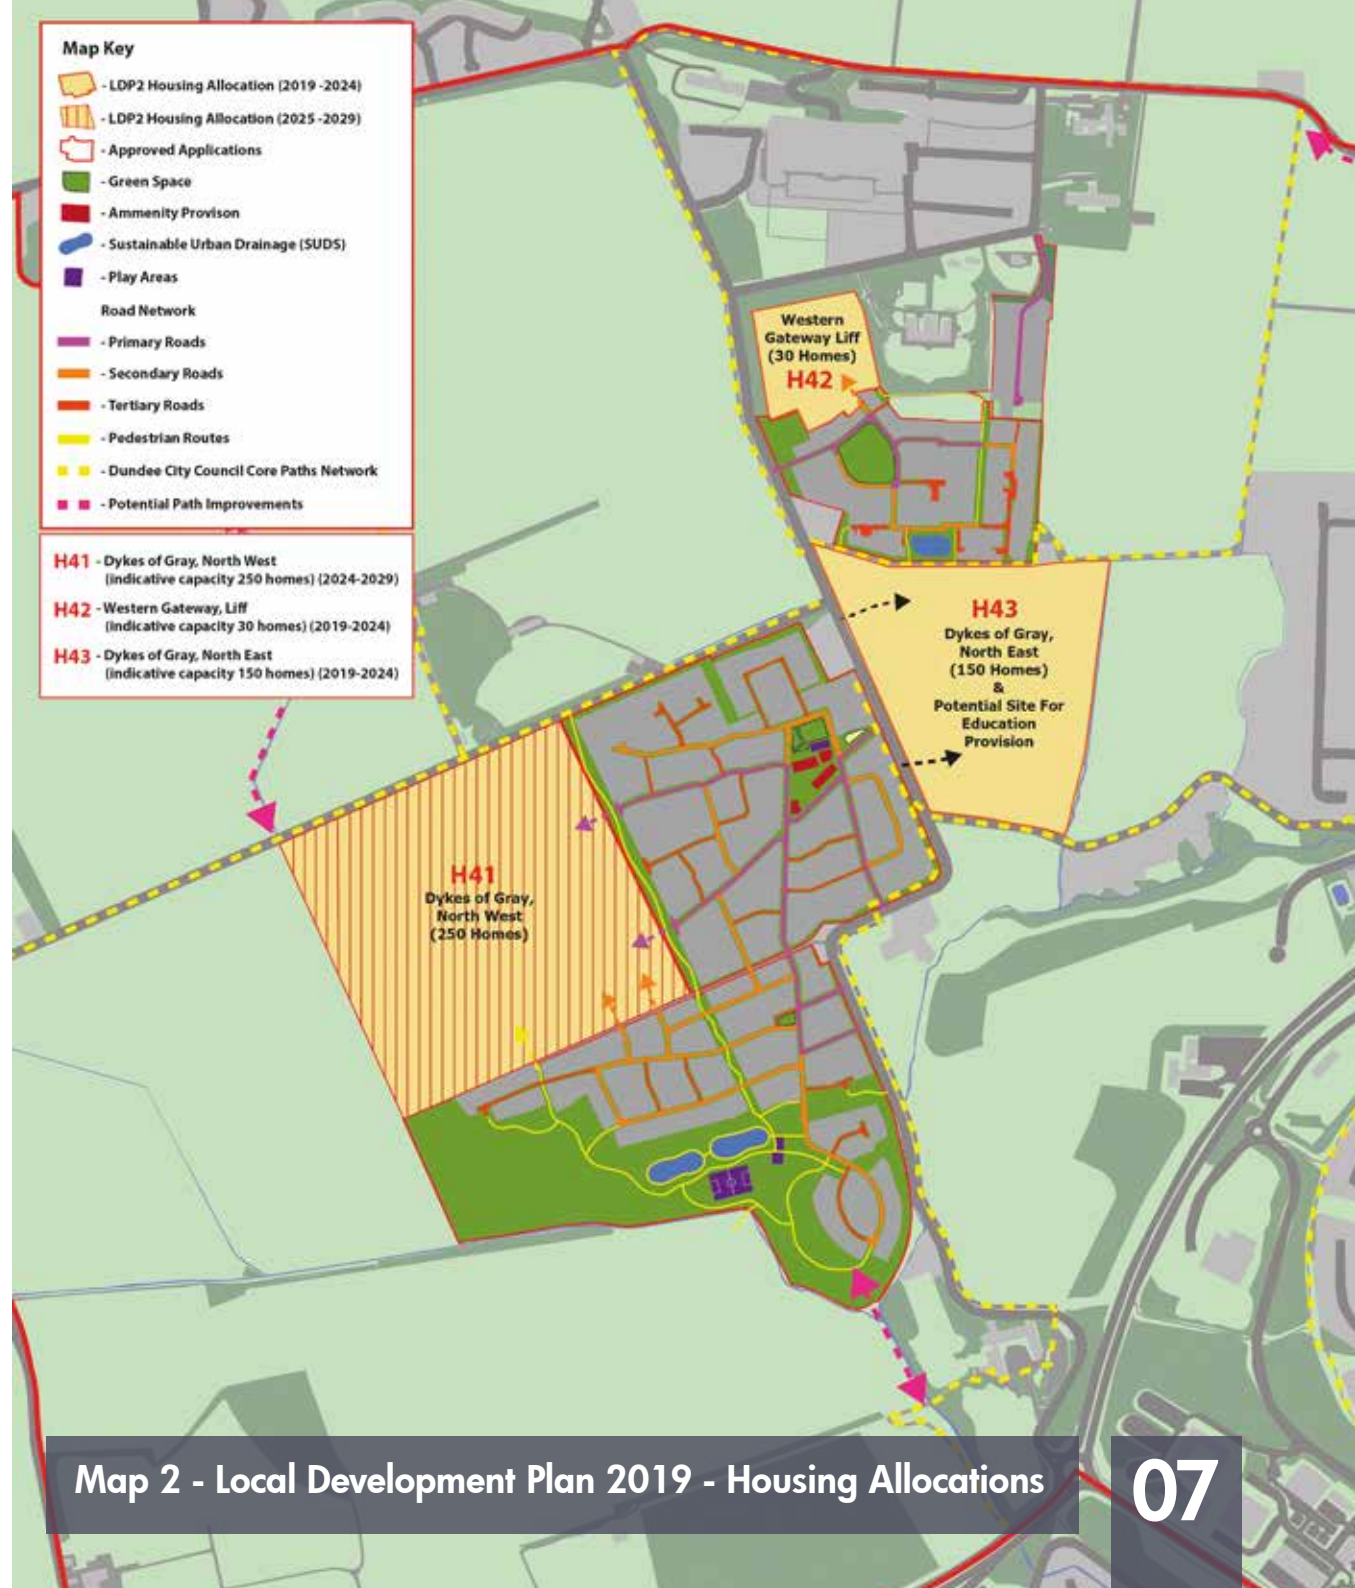 Map Key
- LDP2 Housing Allocation (2019 -2024)
- LDP2 Housing Allocation (2025 -2029)
- Approved Applications
- Green Space
- Ammenity Provison
- Sustainable Urban Drainage (SUDS)
- Play Areas
Road Network
- Primary Roads
- Secondary Roads
- Tertiary Roads
- Pedestrian Routes
- Dundee City Council Core Paths Network
- Potential Path Improvements
H41 - Dykes of Gray, North West
(indicative capacity 250 homes) (2024-2029)
H42 - Western Gateway, Liff
(indicative capacity 30 homes) (2019-2024)
H43 - Dykes of Gray, North East
(indicative capacity 150 homes) (2019-2024)
Western
Gateway Liff
(30 Homes)
H42
H43
Dykes of Gray,
North East
(150 Homes)
&
Potential Site For
Education
Provision
H41
Dykes of Gray,
North West
(250 Homes)
Map 2 - Local Development Plan 2019 - Housing Allocations
07